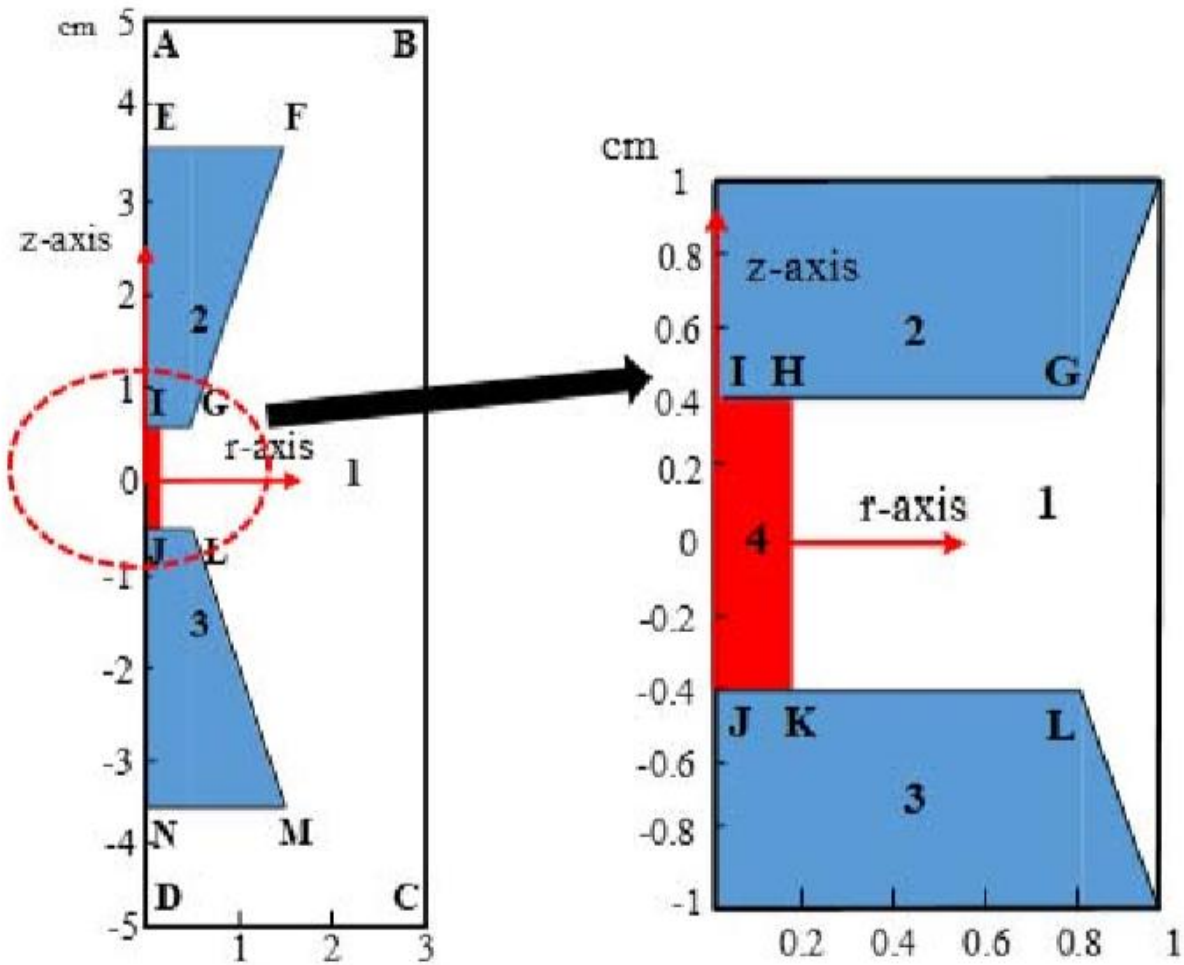 cm 5
A B
4
E F
3
z-axis
2
2
1
I G
r-axis
0 1
J L
-1
3
-2
-3
N M
-4
D C
-5
1 2 3
cm
1
0.8 z-axis
0.6 2
I H G
0.4
0.2
r-axis 1
0 4
-0.2
-0.4
J K L
-0.6
3
-0.8
-1
0.2 0.4 0.6 0.8 1